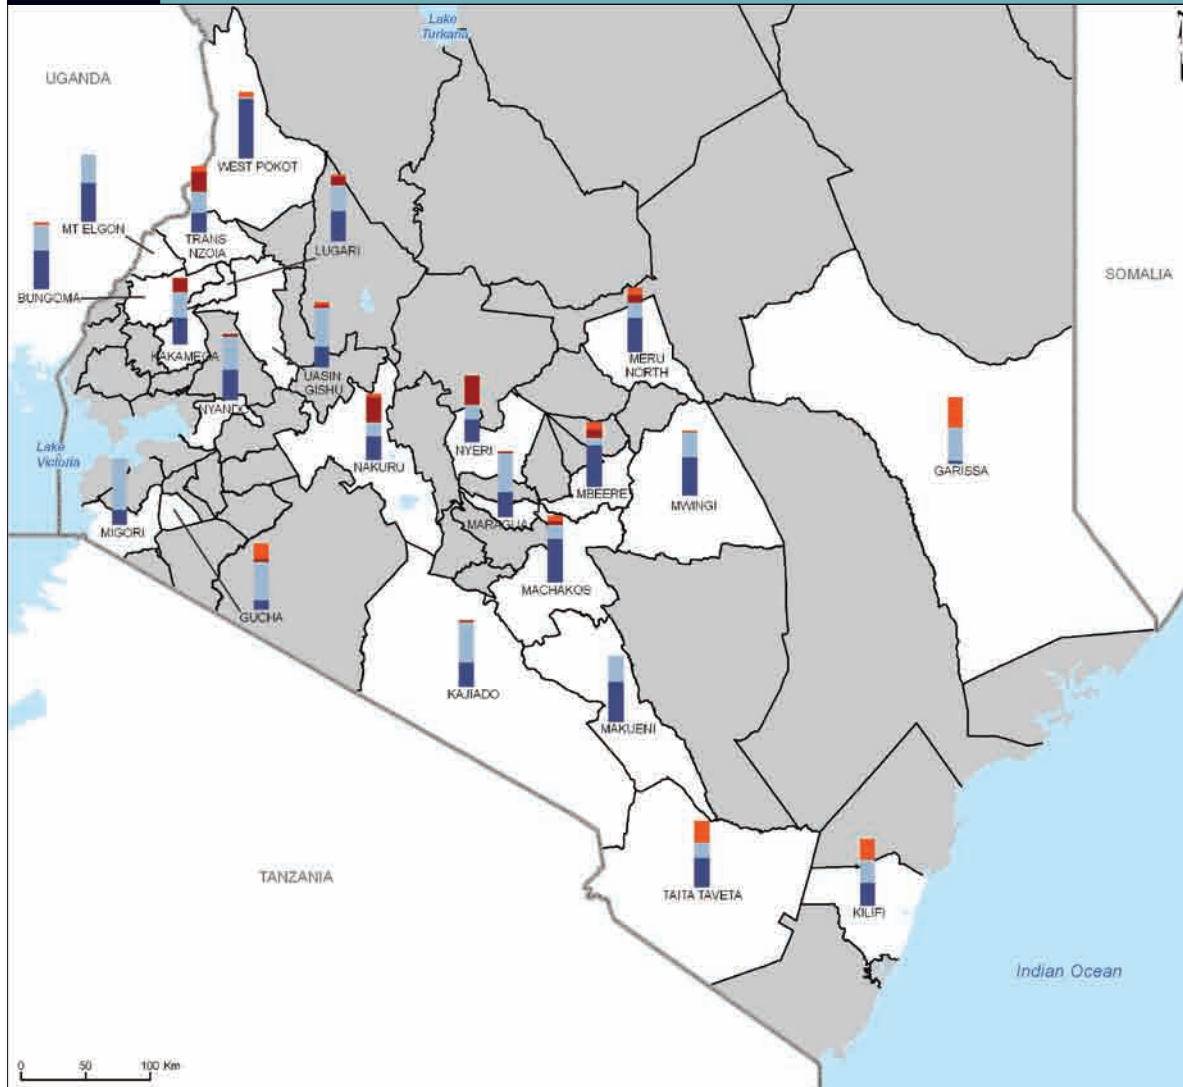 Lake
Turkana
UGANDA
WEST POKOT
MT ELGON
TRANS
NZOIA
LUGARI
SOMALIA
BUNGOMA
KAKAMEGA
UASIN
GISHU
MERU
NORTH
NYANDO
Lake
Victoria
NAKURU
NYERI
MBEERE
MWINGI
GARISSA
MIGORI
MARAGUA
MACHAKOS
GUCHA
KAJIADO
MAKUENI
TANZANIA
TAITA TAVETA
KILIFI
Indian Ocean
0 50 100 Km